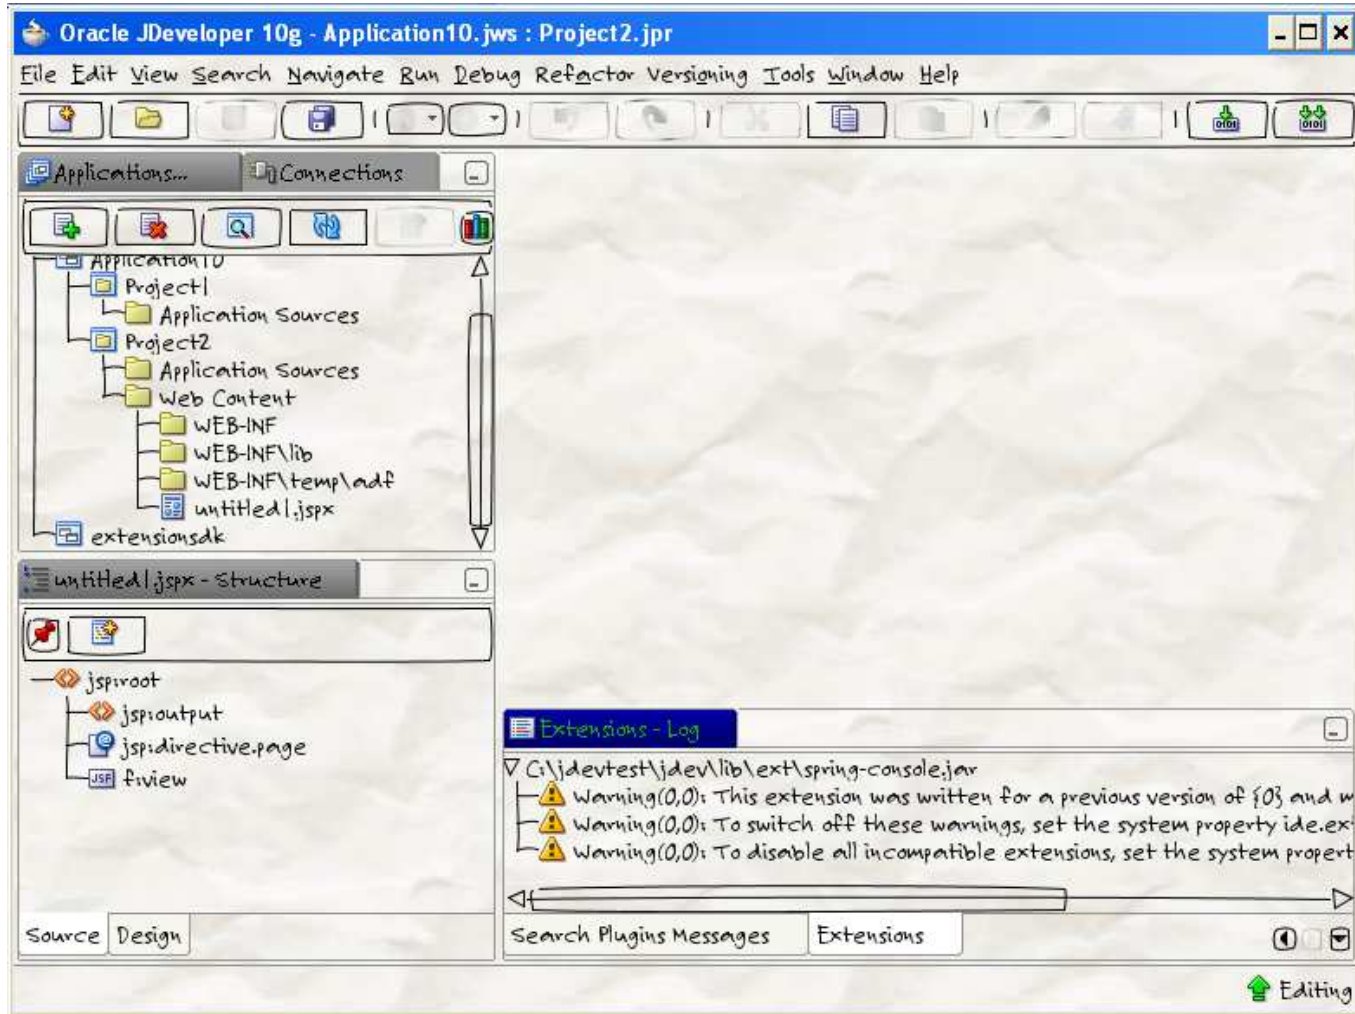 Oracle JDeveloper 10g - Application10.jws : Project2.jpr
File Edit View Search Navigate Run Debug Refactor Versioning Tools Window Help
Applications... Connections
Application10
Project1
Application Sources
Project2
Application Sources
Web Content
WEB-INF
WEB-INF\lib
WEB-INF\temp\adf
untitled1.jspx
extensionsdk
untitled1.jspx - Structure
jsp:root
jsp:output
jsp:directive.page
JSF f:view
Source Design
Extensions - Log
C:\jdevtest\jdev\lib\ext\spring-console.jar
Warning(0,0): This extension was written for a previous version of {0} and w
Warning(0,0): To switch off these warnings, set the system property ide.ex
Warning(0,0): To disable all incompatible extensions, set the system propert
Search Plugins Messages Extensions
Editing